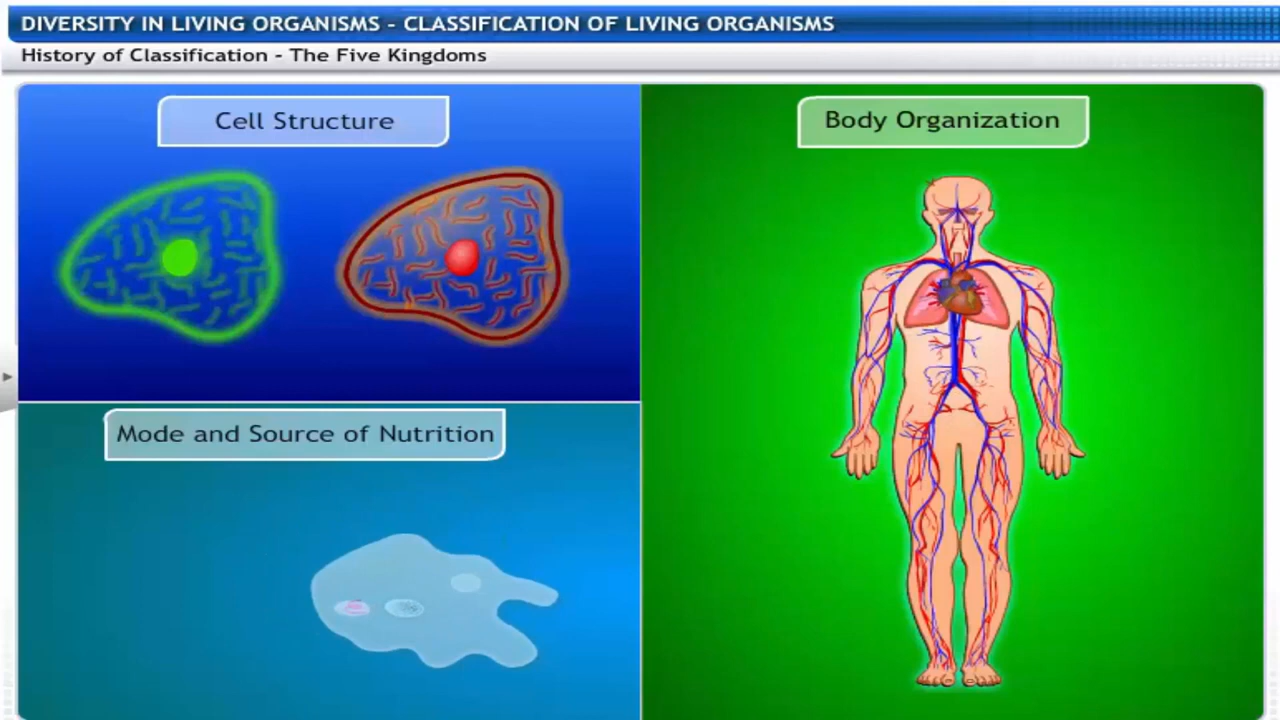 DIVERSITY IN LIVING ORGANISMS - CLASSIFICATION OF LIVING ORGANISMS
History of Classification - The Five Kingdoms
Cell Structure
Body Organization
Mode and Source of Nutrition